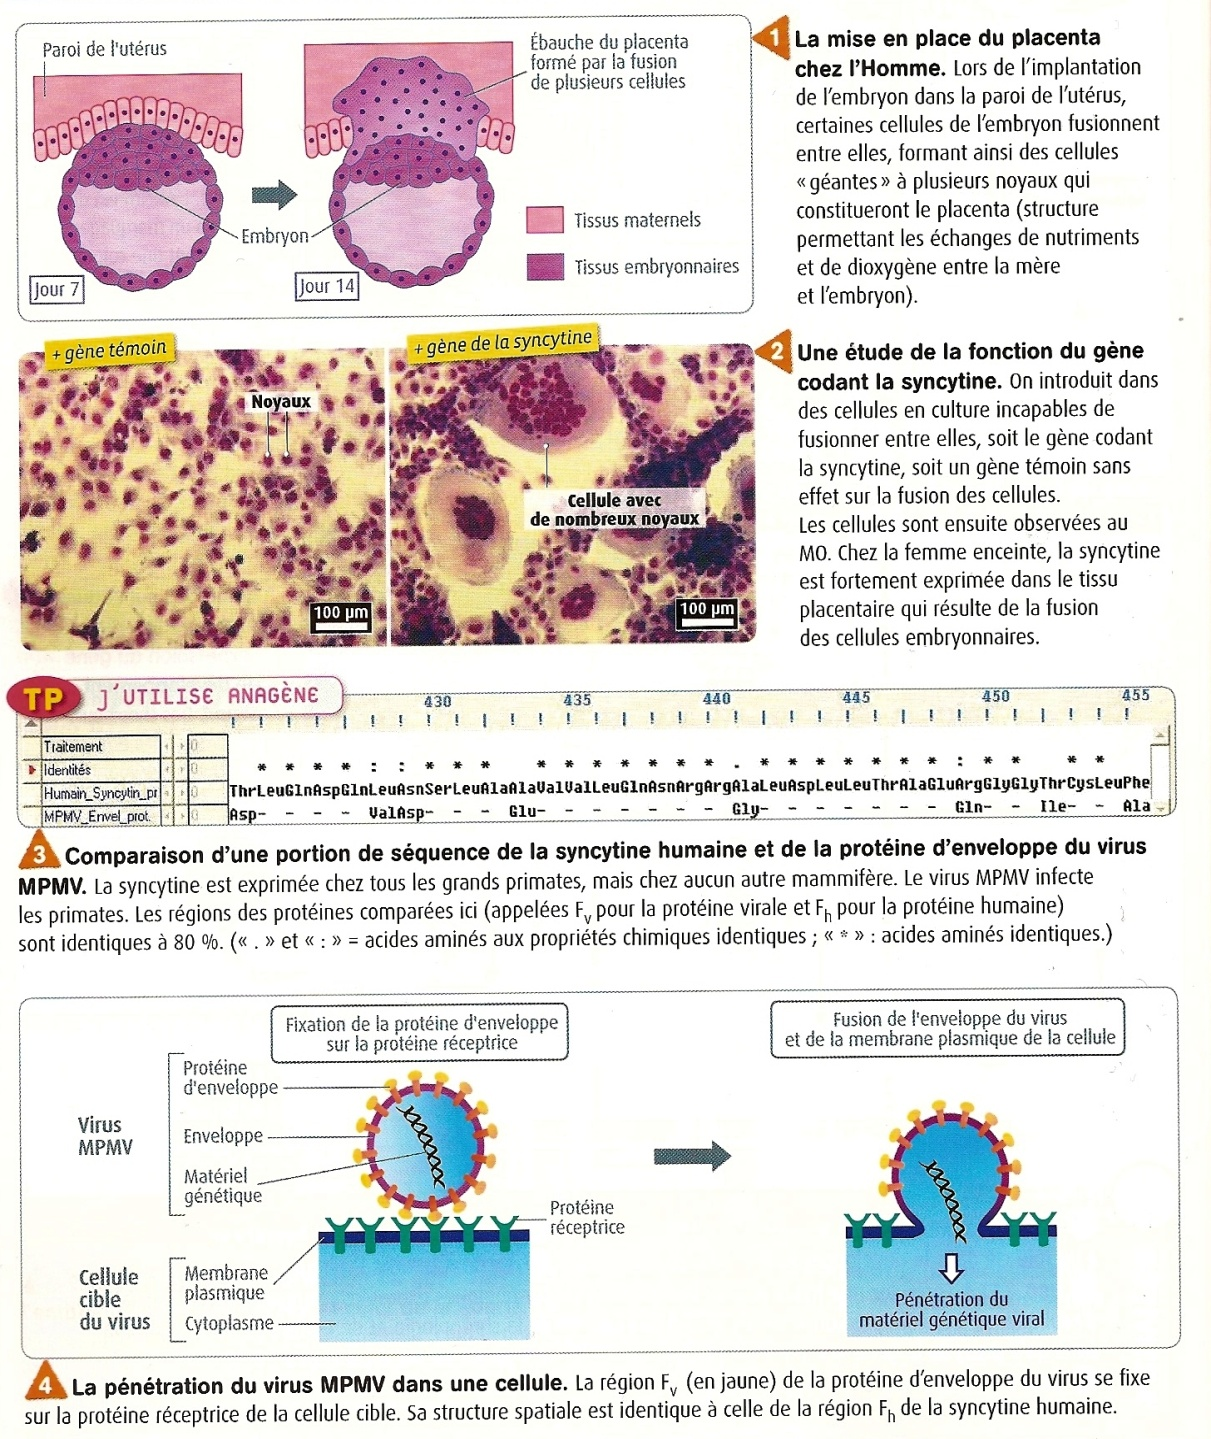 Paroi de l'utérus
Ébauche du placenta
formé par la fusion
de plusieurs cellules
Embryon
Tissus maternels
Tissus embryonnaires
Jour 7
Jour 14
1 La mise en place du placenta
chez l'Homme. Lors de l'implantation
de l'embryon dans la paroi de l'utérus,
certaines cellules de l'embryon fusionnent
entre elles, formant ainsi des cellules
« géantes » à plusieurs noyaux qui
constitueront le placenta (structure
permettant les échanges de nutriments
et de dioxygène entre la mère
et l'embryon).
+ gène témoin
Noyaux
100 µm
+ gène de la syncytine
Cellule avec
de nombreux noyaux
100 µm
2 Une étude de la fonction du gène
codant la syncytine. On introduit dans
des cellules en culture incapables de
fusionner entre elles, soit le gène codant
la syncytine, soit un gène témoin sans
effet sur la fusion des cellules.
Les cellules sont ensuite observées au
MO. Chez la femme enceinte, la syncytine
est fortement exprimée dans le tissu
placentaire qui résulte de la fusion
des cellules embryonnaires.
TP J'UTILISE ANAGÈNE
430 435 440 445 450 455
Traitement 0
Identités 0 * * * * : : * * * * * * * * * * * . * * * * * * * : * * * *
Humain_Syncytin_pr 0 ThrLeuGlnAspGlnLeuAsnSerLeuAlaAlaValValLeuGlnAsnArgArgAlaLeuAspLeuLeuThrAlaGluArgGlyGlyThrCysLeuPhe
MPMV_Envel_prot. 0 Asp- - - - ValAsp- - - Glu- - - - - - - Gly- - - - - - - Gln- - Ile- - Ala
3 Comparaison d'une portion de séquence de la syncytine humaine et de la protéine d'enveloppe du virus
MPMV. La syncytine est exprimée chez tous les grands primates, mais chez aucun autre mammifère. Le virus MPMV infecte
les primates. Les régions des protéines comparées ici (appelées Fv pour la protéine virale et Fh pour la protéine humaine)
sont identiques à 80 %. (« . » et « : » = acides aminés aux propriétés chimiques identiques ; « * » : acides aminés identiques.)
Fixation de la protéine d'enveloppe
sur la protéine réceptrice
Fusion de l'enveloppe du virus
et de la membrane plasmique de la cellule
Virus
MPMV
Protéine
d'enveloppe
Enveloppe
Matériel
génétique
Protéine
réceptrice
Cellule
cible
du virus
Membrane
plasmique
Cytoplasme
Pénétration du
matériel génétique viral
4 La pénétration du virus MPMV dans une cellule. La région Fv (en jaune) de la protéine d'enveloppe du virus se fixe
sur la protéine réceptrice de la cellule cible. Sa structure spatiale est identique à celle de la région Fh de la syncytine humaine.